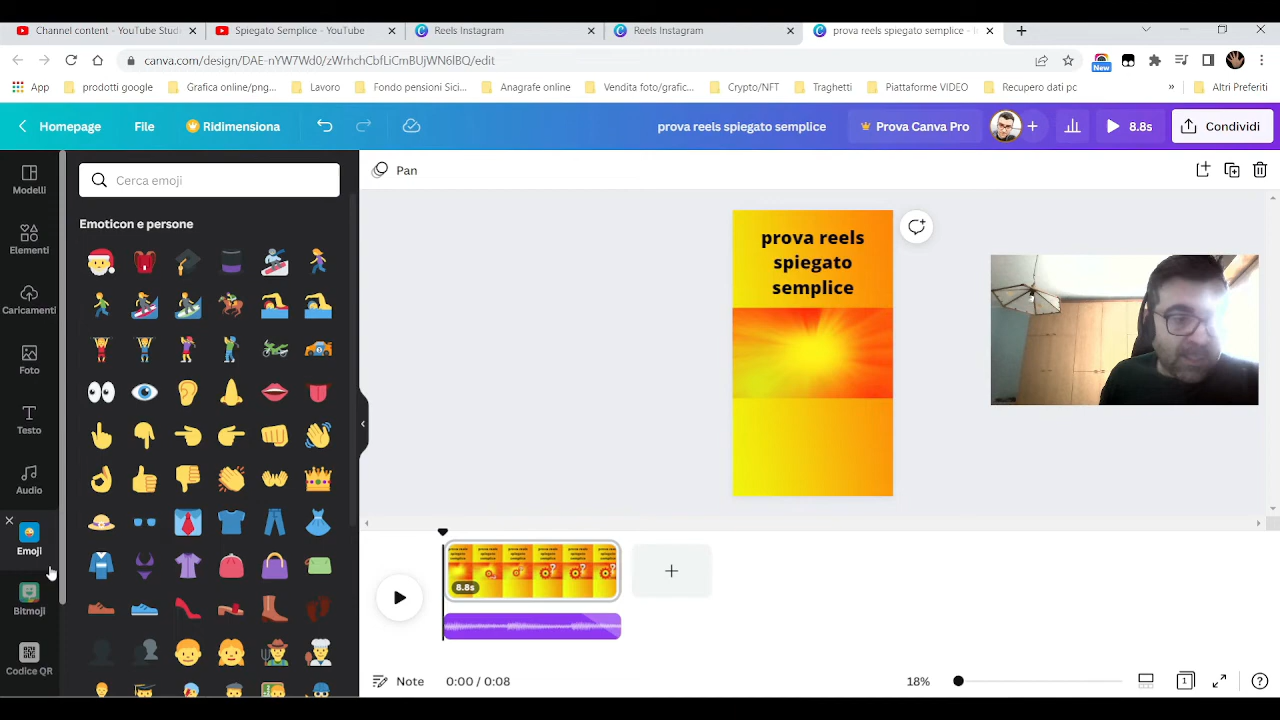 Channel content - YouTube Stud
Spiegato Semplice - YouTube
Reels Instagram
Reels Instagram
prova reels spiegato semplice -
canva.com/design/DAE-nYW7Wd0/zWrhchCbfLiCmBUjWN6lBQ/edit
New
App
prodotti google
Grafica online/png...
Lavoro
Fondo pensioni Sici...
Anagrafe online
Vendita foto/grafic...
Crypto/NFT
Traghetti
Piattaforme VIDEO
Recupero dati pc
»
Altri Preferiti
Homepage
File
Ridimensiona
prova reels spiegato semplice
Prova Canva Pro
8.8s
Condividi
Modelli
Elementi
Caricamenti
Foto
Testo
Audio
Emoji
Bitmoji
Codice QR
Cerca emoji
Emoticon e persone
Pan
prova reels
spiegato
semplice
8.8s
Note
0:00 / 0:08
18%
1